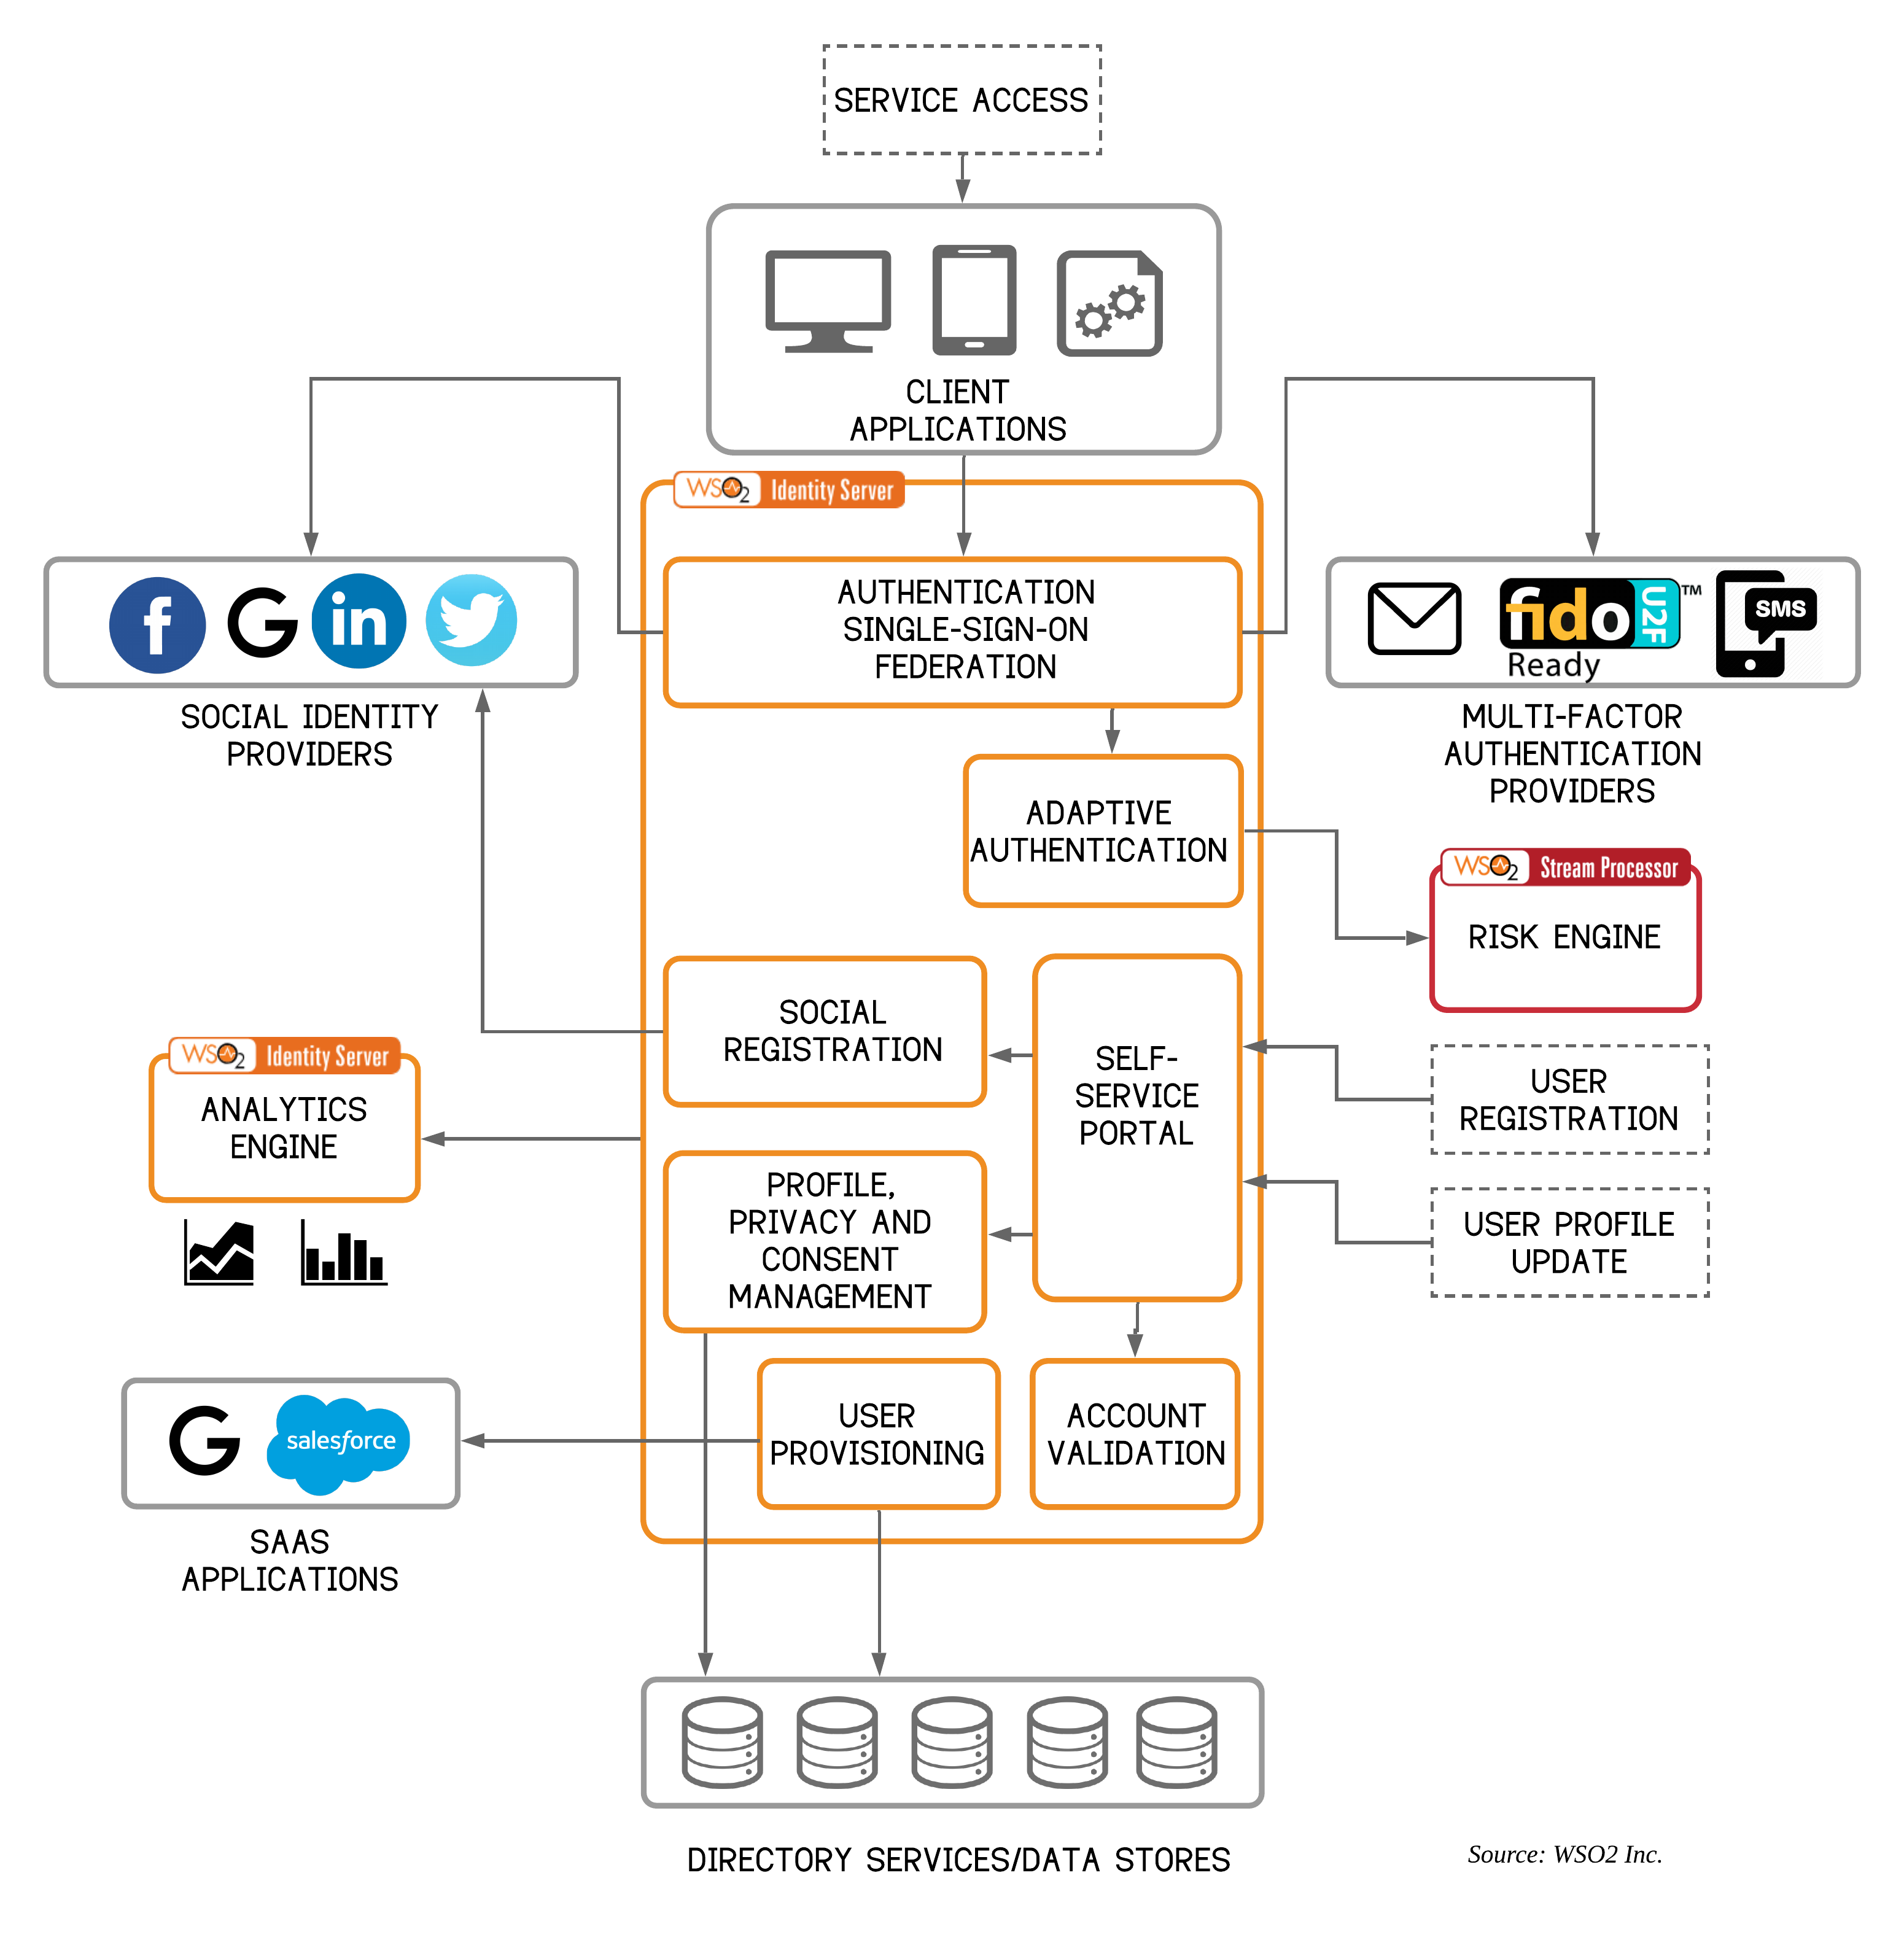 SERVICE ACCESS
CLIENT
APPLICATIONS
WSO2 Identity Server
AUTHENTICATION
SINGLE-SIGN-ON
FEDERATION
f G in
SOCIAL IDENTITY
PROVIDERS
fido U2F ™
Ready
SMS
MULTI-FACTOR
AUTHENTICATION
PROVIDERS
ADAPTIVE
AUTHENTICATION
WSO2 Stream Processor
RISK ENGINE
SOCIAL
REGISTRATION
SELF-
SERVICE
PORTAL
USER
REGISTRATION
WSO2 Identity Server
ANALYTICS
ENGINE
PROFILE,
PRIVACY AND
CONSENT
MANAGEMENT
USER PROFILE
UPDATE
G salesforce
SAAS
APPLICATIONS
USER
PROVISIONING
ACCOUNT
VALIDATION
DIRECTORY SERVICES/DATA STORES
Source: WSO2 Inc.